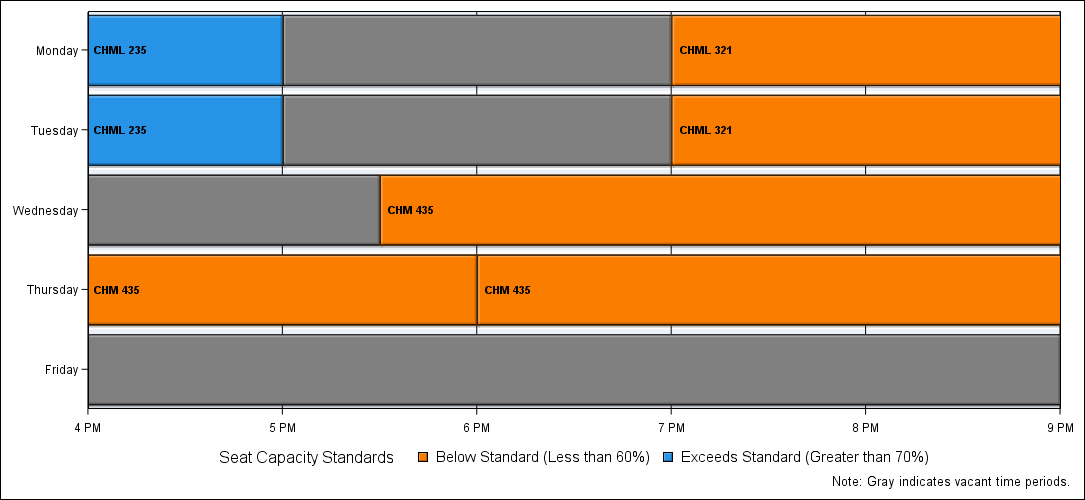 Monday CHML 235 CHML 321
Tuesday CHML 235 CHML 321
Wednesday CHM 435
Thursday CHM 435 CHM 435
Friday
4 PM 5 PM 6 PM 7 PM 8 PM 9 PM
Seat Capacity Standards Below Standard (Less than 60%) Exceeds Standard (Greater than 70%)
Note: Gray indicates vacant time periods.